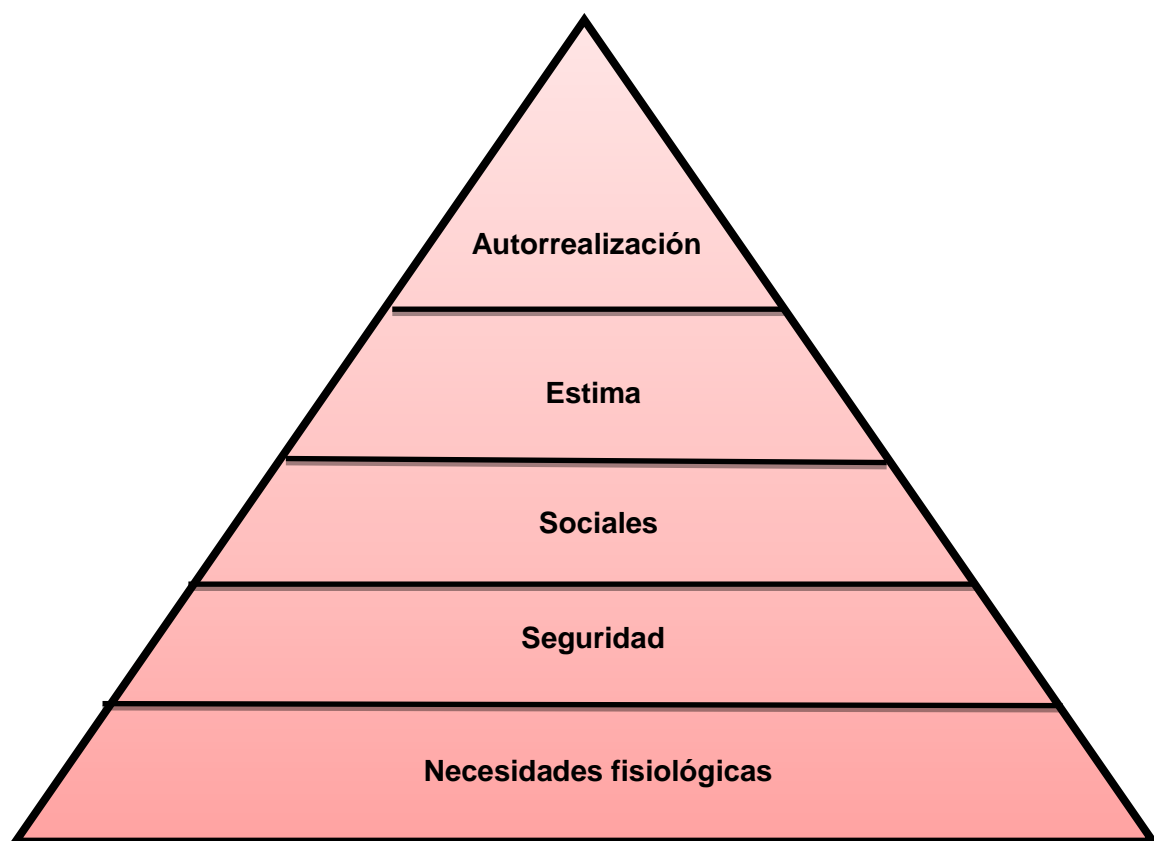 Autorrealización
Estima
Sociales
Seguridad
Necesidades fisiológicas